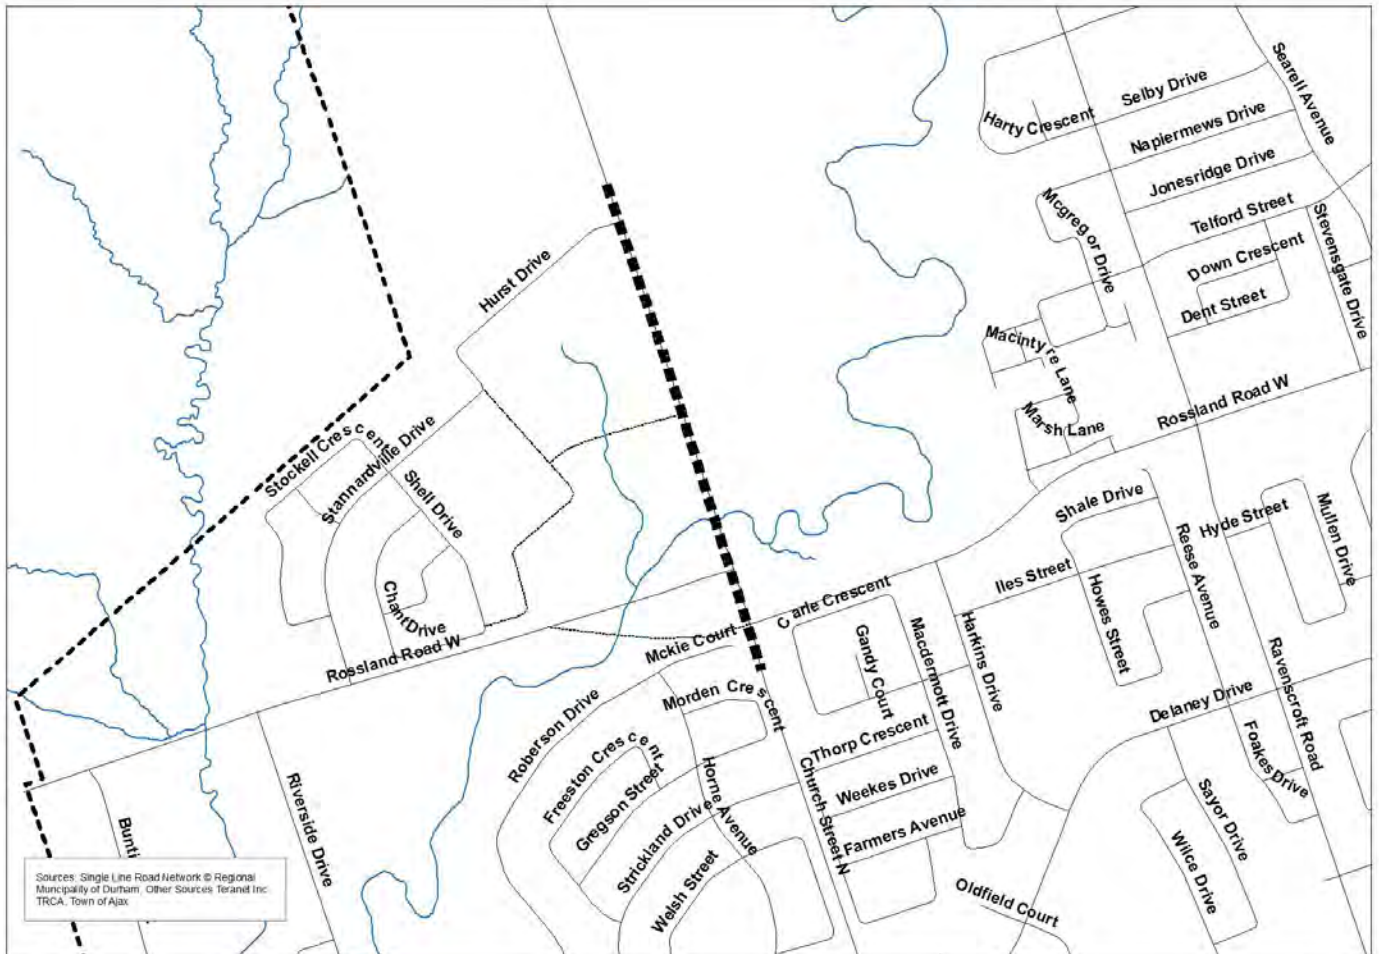 Searell Avenue
Selby Drive
Harty Crescent
Napiermews Drive
Jonesridge Drive
Mcgregor Drive
Telford Street
Stevensgate Drive
Down Crescent
Hurst Drive
Dent Street
Macintyre Lane
Rossland Road W
Marsh Lane
Stockell Crescent
Stannardville Drive
Shell Drive
Shale Drive
Hyde Street
Mullen Drive
Reese Avenue
Iles Street
Howes Street
Carle Crescent
Chant Drive
Rossland Road W
Mckie Court
Gandy Court
Macdermott Drive
Harkins Drive
Ravenscroft Road
Morden Crescent
Delaney Drive
Roberson Drive
Thorp Crescent
Foakes Drive
Freeston Crescent
Gregson Street
Horne Avenue
Church Street N
Weekes Drive
Riverside Drive
Strickland Drive
Farmers Avenue
Sayor Drive
Wilce Drive
Welsh Street
Oldfield Court
Bunti
Sources: Single Line Road Network © Regional
Muncipality of Durham, Other Sources Teranet Inc.
TRCA, Town of Ajax